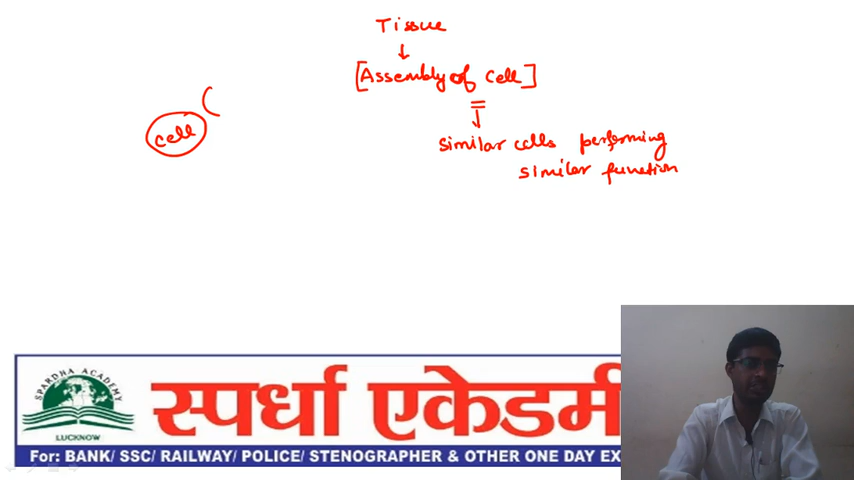 Tissue
↓
[Assembly of cell]
cell (
similar cells performing
similar function
SPARDHA ACADEMY
LUCKNOW
स्पर्धा एकेडमी
For: BANK/ SSC/ RAILWAY/ POLICE/ STENOGRAPHER & OTHER ONE DAY EX